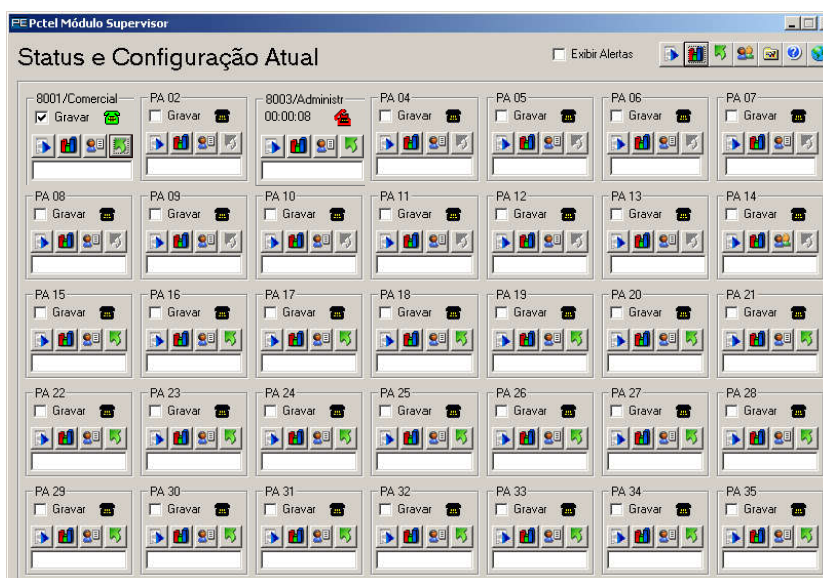 PE Pctel Módulo Supervisor
Status e Configuração Atual Exibir Alertas
8001/Comercial PA 02 8003/Administr PA 04 PA 05 PA 06 PA 07
Gravar Gravar 00:00:08 Gravar Gravar Gravar Gravar
PA 08 PA 09 PA 10 PA 11 PA 12 PA 13 PA 14
Gravar Gravar Gravar Gravar Gravar Gravar Gravar
PA 15 PA 16 PA 17 PA 18 PA 19 PA 20 PA 21
Gravar Gravar Gravar Gravar Gravar Gravar Gravar
PA 22 PA 23 PA 24 PA 25 PA 26 PA 27 PA 28
Gravar Gravar Gravar Gravar Gravar Gravar Gravar
PA 29 PA 30 PA 31 PA 32 PA 33 PA 34 PA 35
Gravar Gravar Gravar Gravar Gravar Gravar Gravar